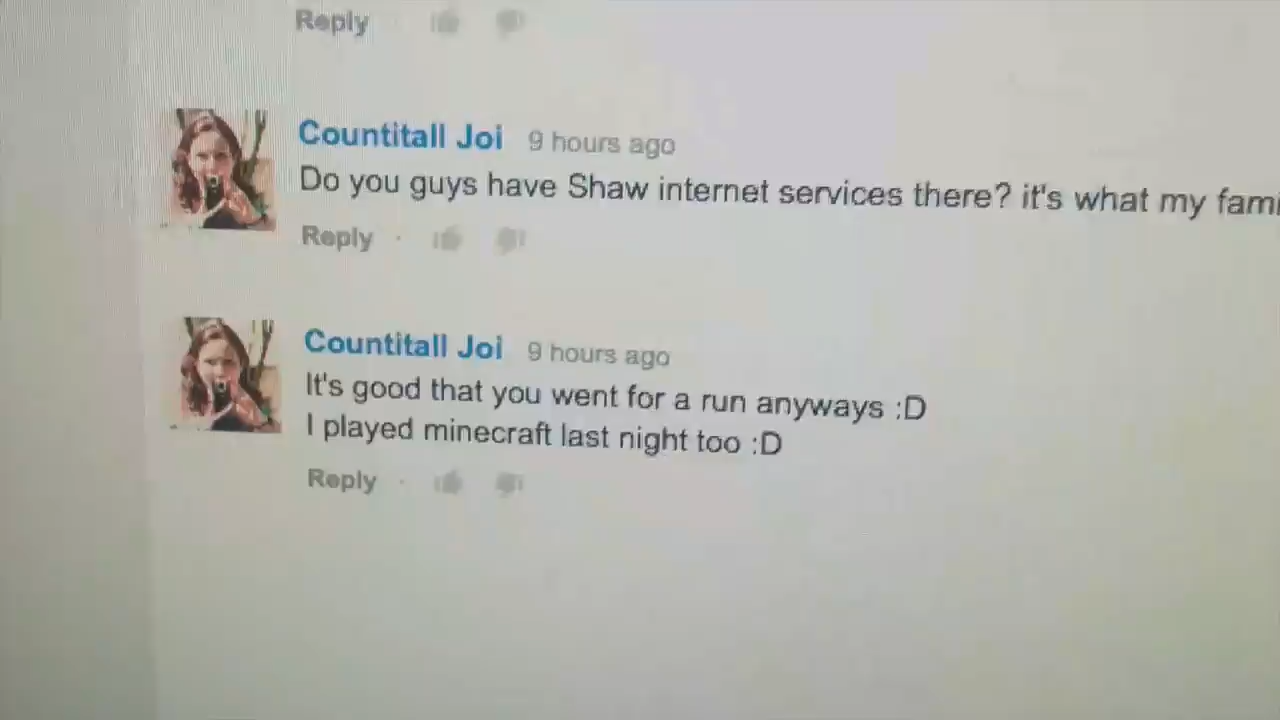 Reply
Countitall Joi 9 hours ago
Do you guys have Shaw internet services there? it's what my fami
Reply ·
Countitall Joi 9 hours ago
It's good that you went for a run anyways :D
I played minecraft last night too :D
Reply ·